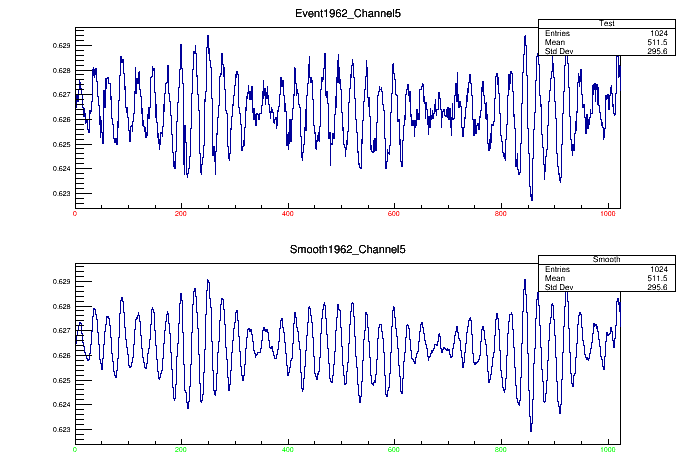 Event1962_Channel5
Test
Entries 1024
Mean 511.5
Std Dev 295.6
0.629
0.628
0.627
0.626
0.625
0.624
0.623
0 200 400 600 800 1000
Smooth1962_Channel5
Smooth
Entries 1024
Mean 511.5
Std Dev 295.6
0.629
0.628
0.627
0.626
0.625
0.624
0.623
0 200 400 600 800 1000